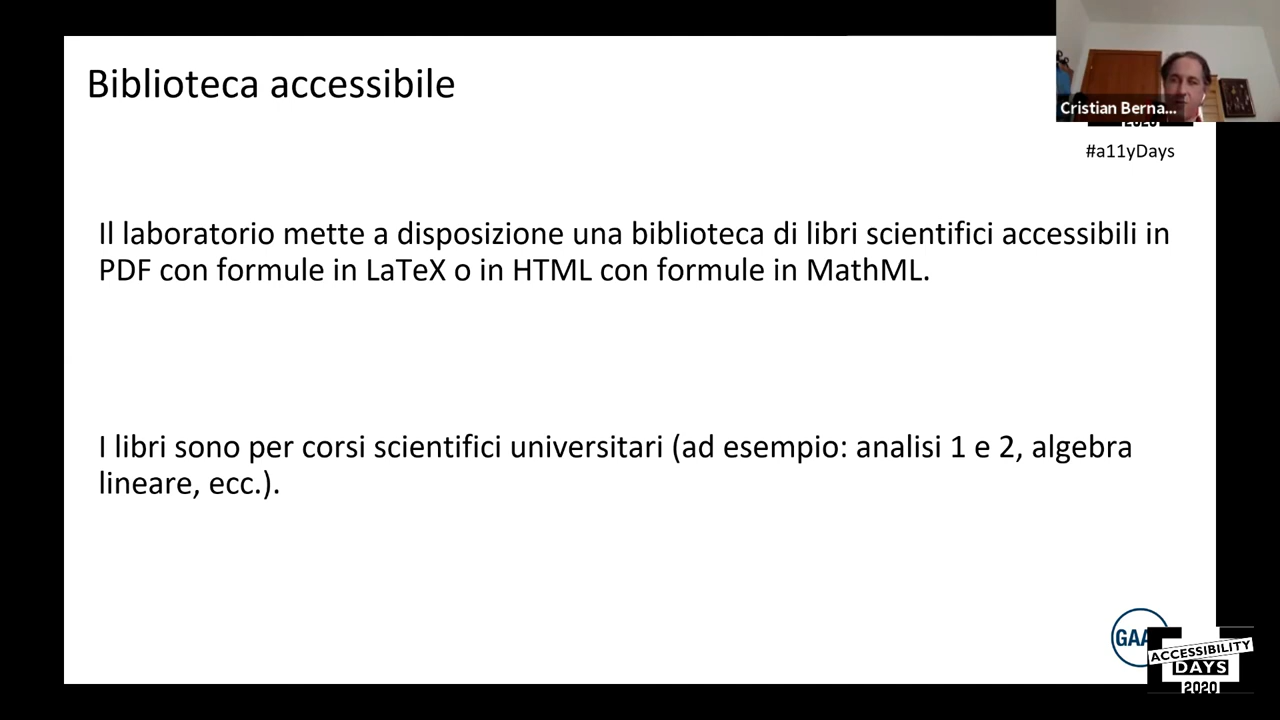 Biblioteca accessibile
Cristian Berna...
2020
#a11yDays
Il laboratorio mette a disposizione una biblioteca di libri scientifici accessibili in
PDF con formule in LaTeX o in HTML con formule in MathML.
I libri sono per corsi scientifici universitari (ad esempio: analisi 1 e 2, algebra
lineare, ecc.).
ACCESSIBILITY
DAYS
2020